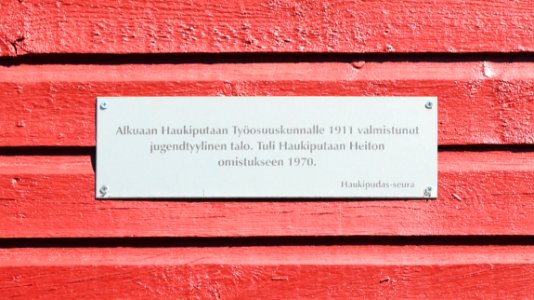 Alkuaan Haukiputaan Työosuuskunnalle 1911 valmistunut
jugendtyylinen talo. Tuli Haukiputaan Heiton
omistukseen 1970.
Haukipudas-seura